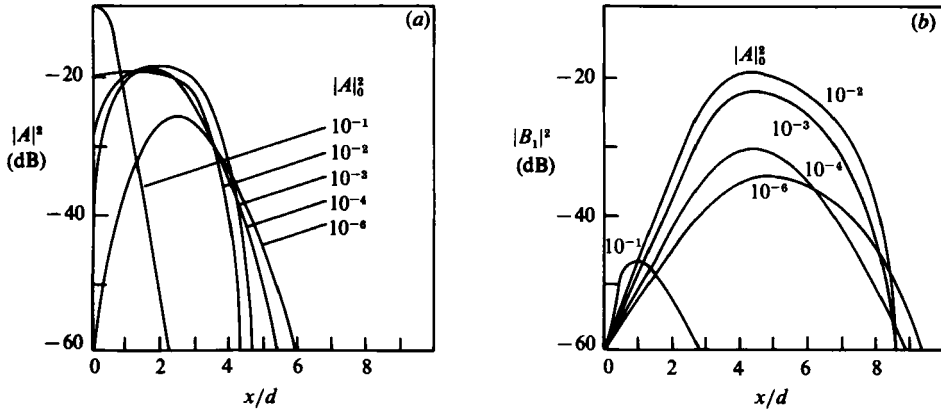 (a)
−20
−40
−60
|A|²
(dB)
|A|²₀
10⁻¹
10⁻²
10⁻³
10⁻⁴
10⁻⁶
0 2 4 6 8
x/d
(b)
−20
−40
−60
|B₁|²
(dB)
|A|²₀
10⁻²
10⁻³
10⁻⁴
10⁻⁶
10⁻¹
0 2 4 6 8
x/d